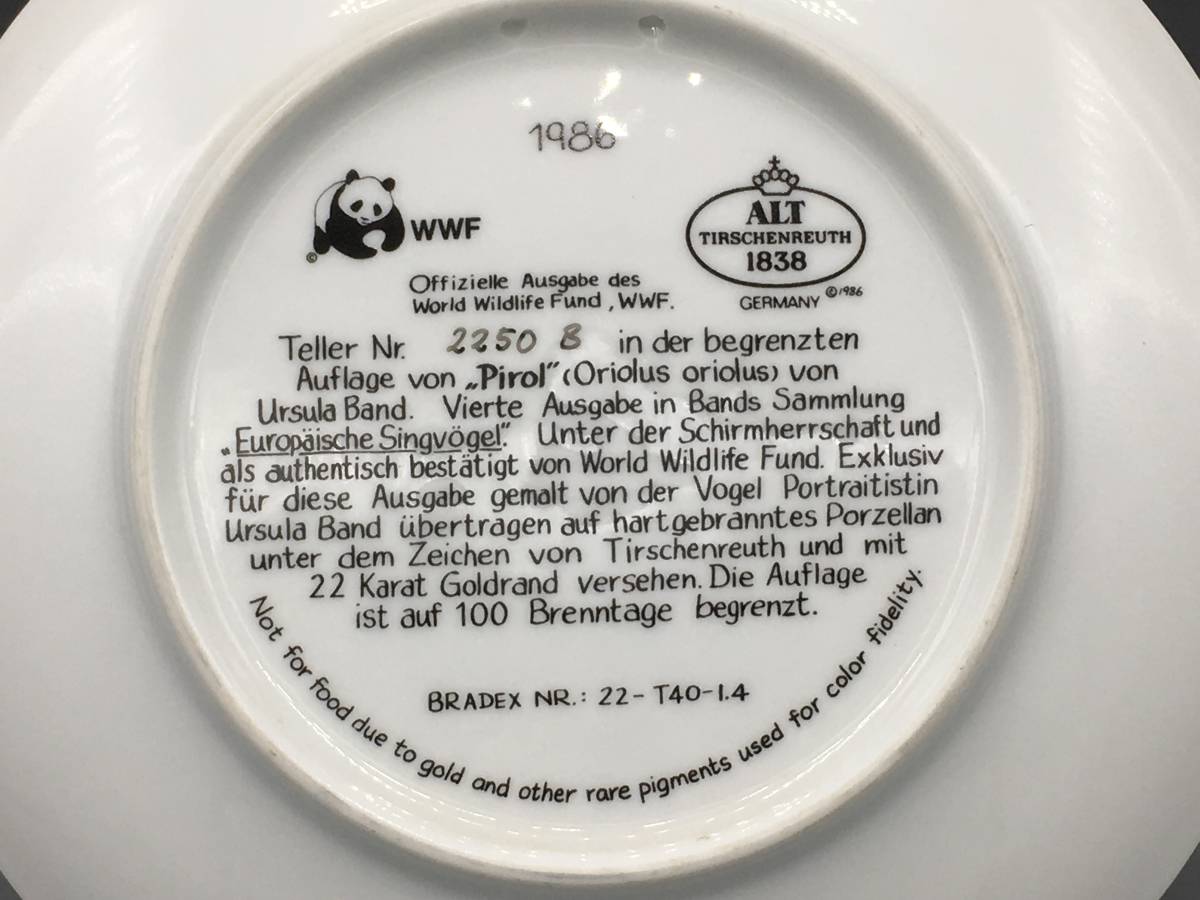 1986
© WWF
ALT
TIRSCHENREUTH
1838
GERMANY ©1986
Offizielle Ausgabe des
World Wildlife Fund, WWF.
Teller Nr. 2250 B in der begrenzten
Auflage von „Pirol" (Oriolus oriolus) von
Ursula Band. Vierte Ausgabe in Bands Sammlung
„Europäische Singvögel". Unter der Schirmherrschaft und
als authentisch bestätigt von World Wildlife Fund. Exklusiv
für diese Ausgabe gemalt von der Vogel Portraitistin
Ursula Band übertragen auf hartgebranntes Porzellan
unter dem Zeichen von Tirschenreuth und mit
22 Karat Goldrand versehen. Die Auflage
ist auf 100 Brenntage begrenzt.
BRADEX NR.: 22-T40-1.4
Not for food due to gold and other rare pigments used for color fidelity.